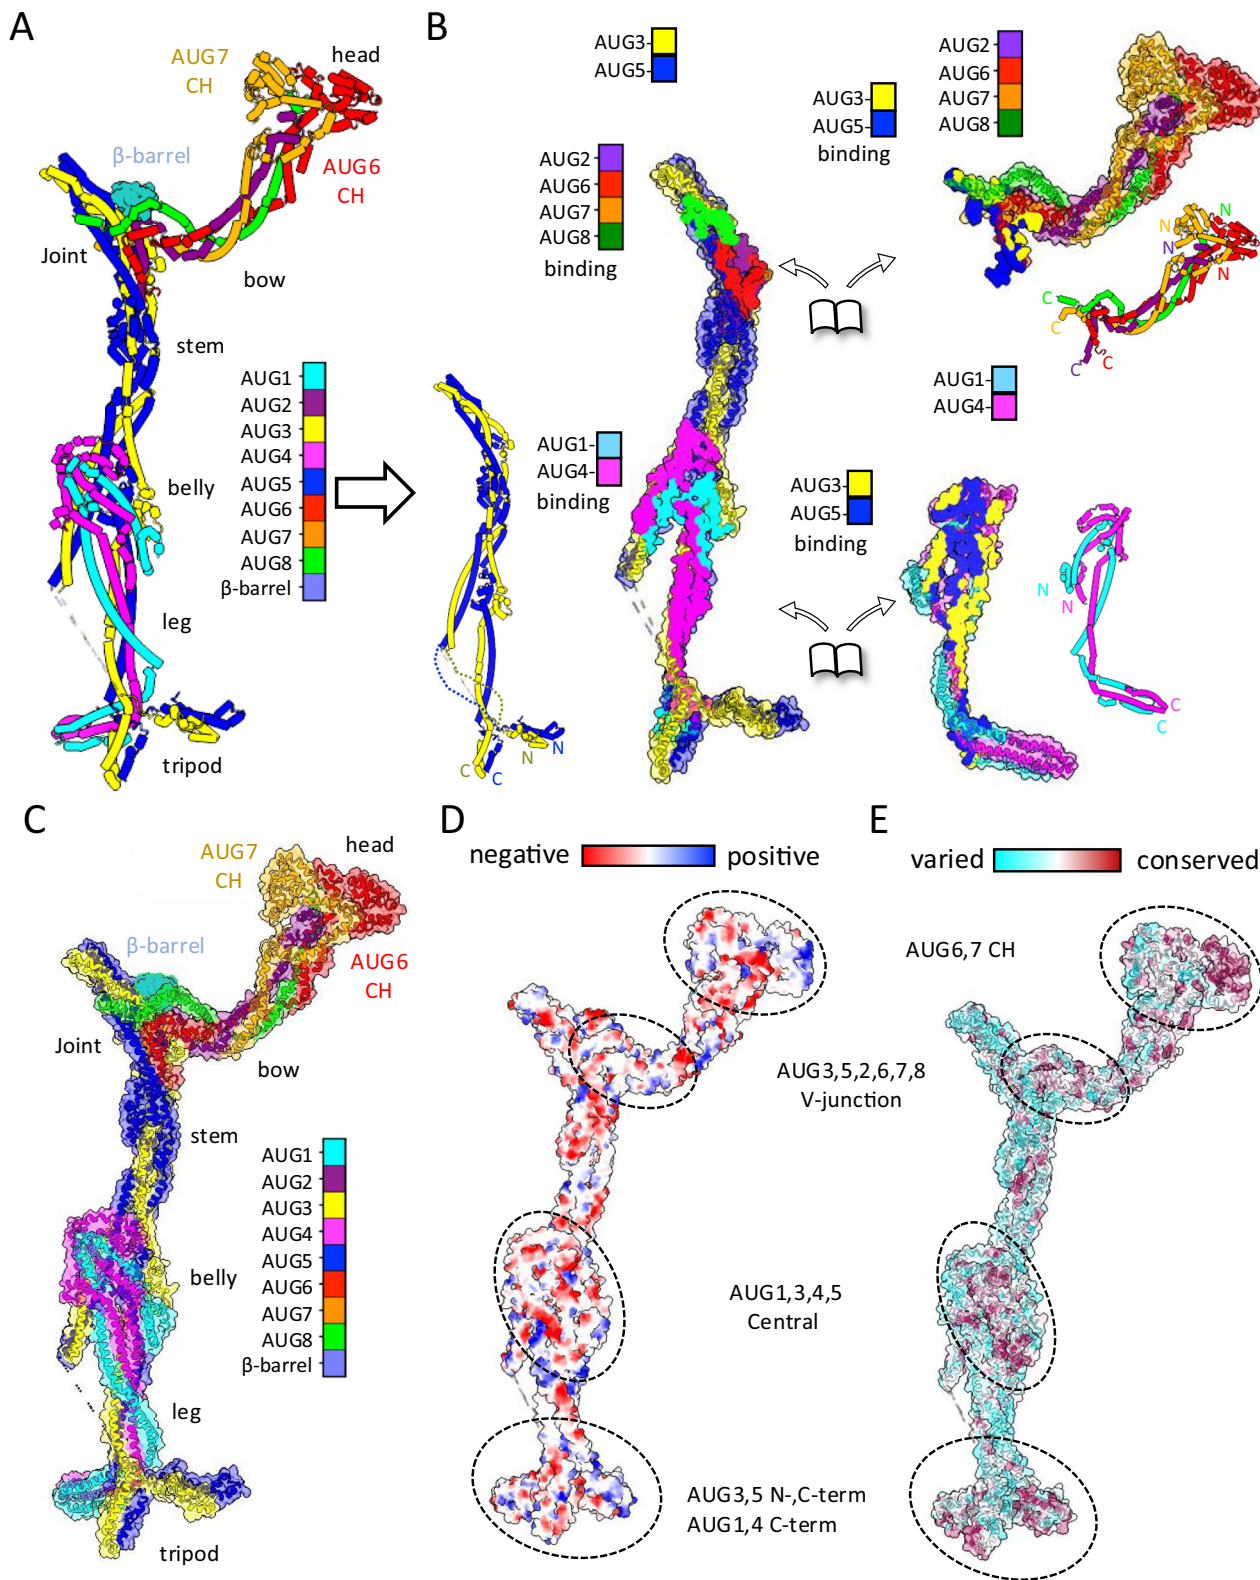 A
AUG7
CH
head
β-barrel
AUG6
CH
Joint
bow
stem
AUG1
AUG2
AUG3
AUG4
AUG5
AUG6
AUG7
AUG8
β-barrel
belly
leg
tripod
B
AUG3
AUG5
AUG2
AUG6
AUG7
AUG8
binding
AUG3
AUG5
binding
AUG2
AUG6
AUG7
AUG8
N
N
N
N
C
C
C
C
AUG1
AUG4
binding
AUG1
AUG4
AUG3
AUG5
binding
N
N
C
C
N
N
C
C
C
AUG7
CH
head
β-barrel
AUG6
CH
Joint
bow
stem
AUG1
AUG2
AUG3
AUG4
AUG5
AUG6
AUG7
AUG8
β-barrel
belly
leg
tripod
D
negative
positive
AUG3,5,2,6,7,8
V-junction
AUG1,3,4,5
Central
AUG3,5 N-,C-term
AUG1,4 C-term
E
varied
conserved
AUG6,7 CH